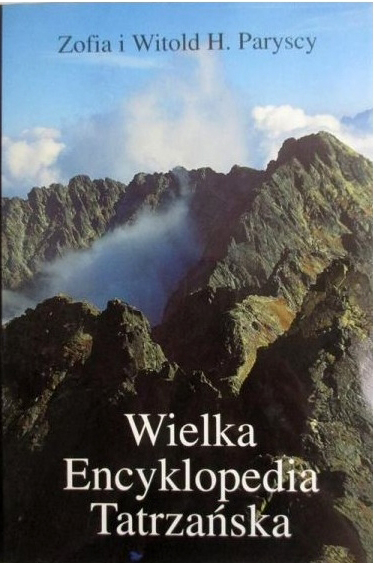 Zofia i Witold H. Paryscy
Wielka
Encyklopedia
Tatrzańska